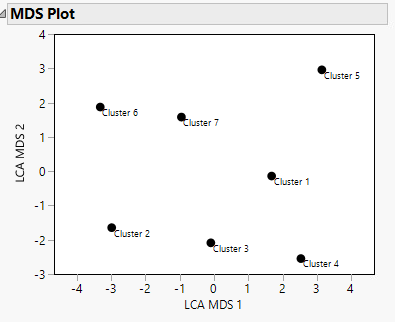 MDS Plot
4
3
2
1
0
-1
-2
-3
LCA MDS 2
Cluster 5
Cluster 6
Cluster 7
Cluster 1
Cluster 2
Cluster 3
Cluster 4
-4 -3 -2 -1 0 1 2 3 4
LCA MDS 1